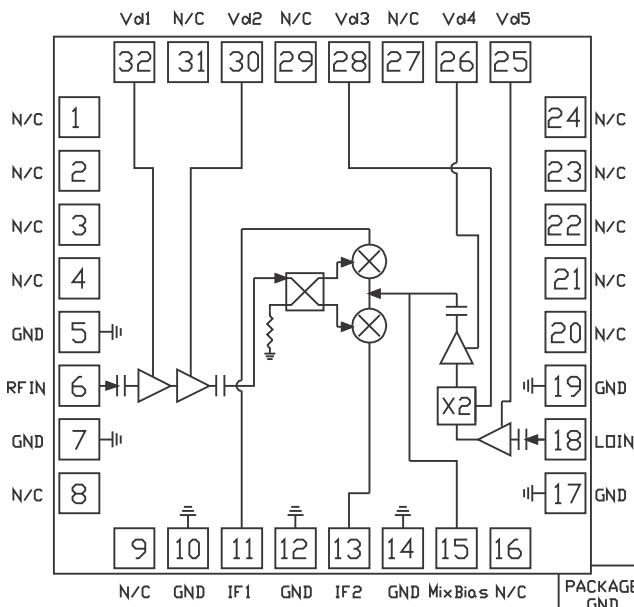 Vd1 N/C Vd2 N/C Vd3 N/C Vd4 Vd5
32 31 30 29 28 27 26 25
N/C 1 24 N/C
N/C 2 23 N/C
N/C 3 22 N/C
N/C 4 21 N/C
GND 5 20 N/C
RFIN 6 19 GND
X2
GND 7 18 LOIN
N/C 8 17 GND
9 10 11 12 13 14 15 16
N/C GND IF1 GND IF2 GND MixBias N/C
PACKAGE
GND